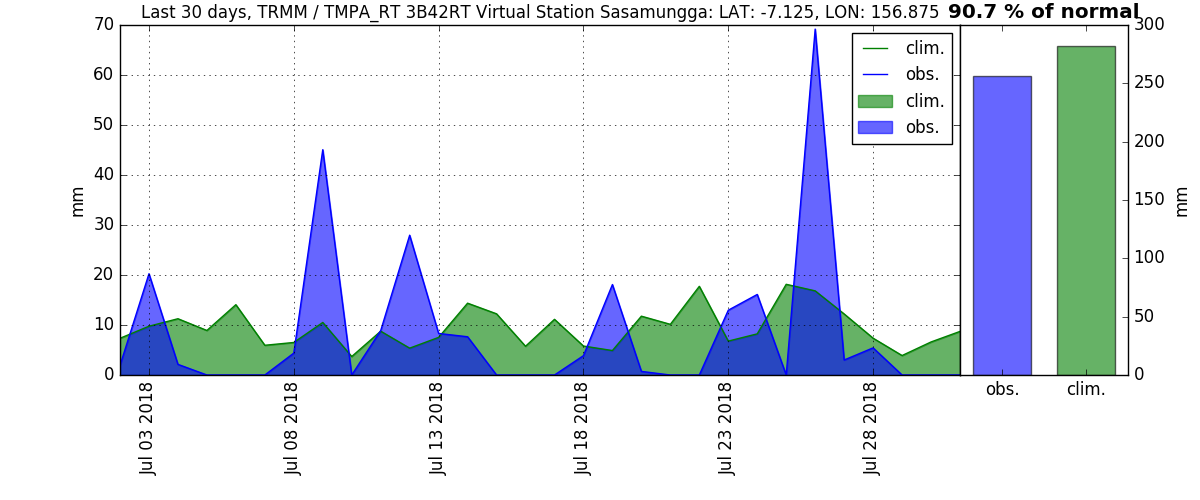 Last 30 days, TRMM / TMPA_RT 3B42RT Virtual Station Sasamungga: LAT: -7.125, LON: 156.875 90.7 % of normal
70
60
50
40
30
20
10
0
mm
clim.
obs.
clim.
obs.
Jul 03 2018
Jul 08 2018
Jul 13 2018
Jul 18 2018
Jul 23 2018
Jul 28 2018
300
250
200
150
100
50
0
mm
obs. clim.